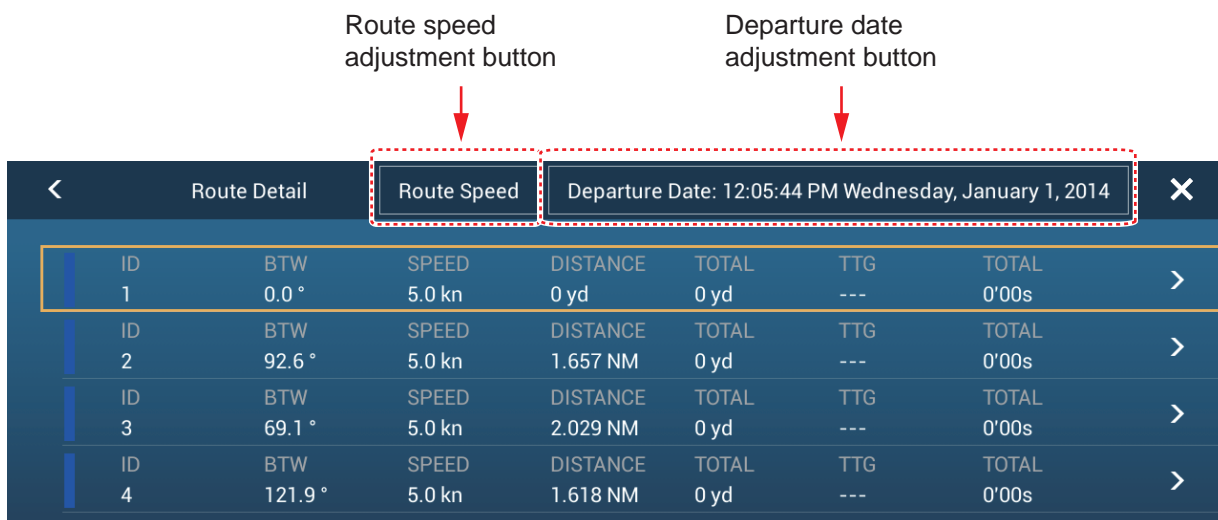 Route speed
adjustment button
Departure date
adjustment button
Route Detail Route Speed Departure Date: 12:05:44 PM Wednesday, January 1, 2014
ID BTW SPEED DISTANCE TOTAL TTG TOTAL
1 0.0 ° 5.0 kn 0 yd 0 yd --- 0'00s
ID BTW SPEED DISTANCE TOTAL TTG TOTAL
2 92.6 ° 5.0 kn 1.657 NM 0 yd --- 0'00s
ID BTW SPEED DISTANCE TOTAL TTG TOTAL
3 69.1 ° 5.0 kn 2.029 NM 0 yd --- 0'00s
ID BTW SPEED DISTANCE TOTAL TTG TOTAL
4 121.9 ° 5.0 kn 1.618 NM 0 yd --- 0'00s